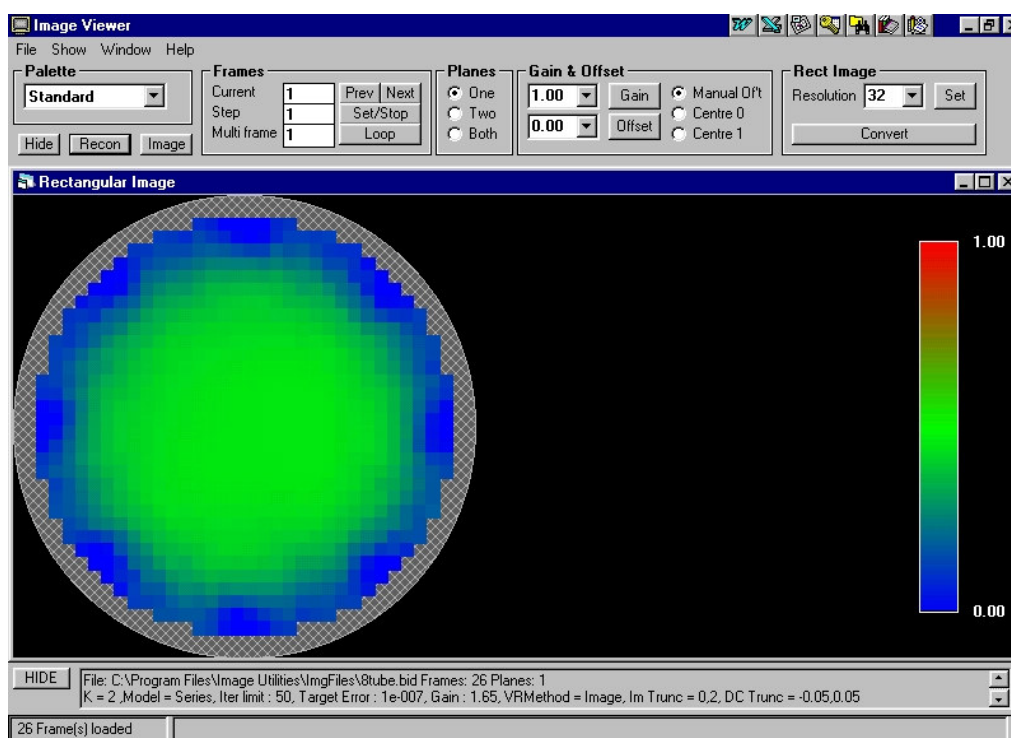 Image Viewer
File Show Window Help
Palette
Standard
Hide Recon Image
Frames
Current 1 Prev Next
Step 1 Set/Stop
Multi frame 1 Loop
Planes
One
Two
Both
Gain & Offset
1.00 Gain
0.00 Offset
Manual Of't
Centre 0
Centre 1
Rect Image
Resolution 32 Set
Convert
Rectangular Image
1.00
0.00
HIDE
File: C:\Program Files\Image Utilities\ImgFiles\8tube.bid Frames: 26 Planes: 1
K = 2 ,Model = Series, Iter limit : 50, Target Error : 1e-007, Gain : 1.65, VRMethod = Image, Im Trunc = 0,2, DC Trunc = -0.05,0.05
26 Frame(s) loaded